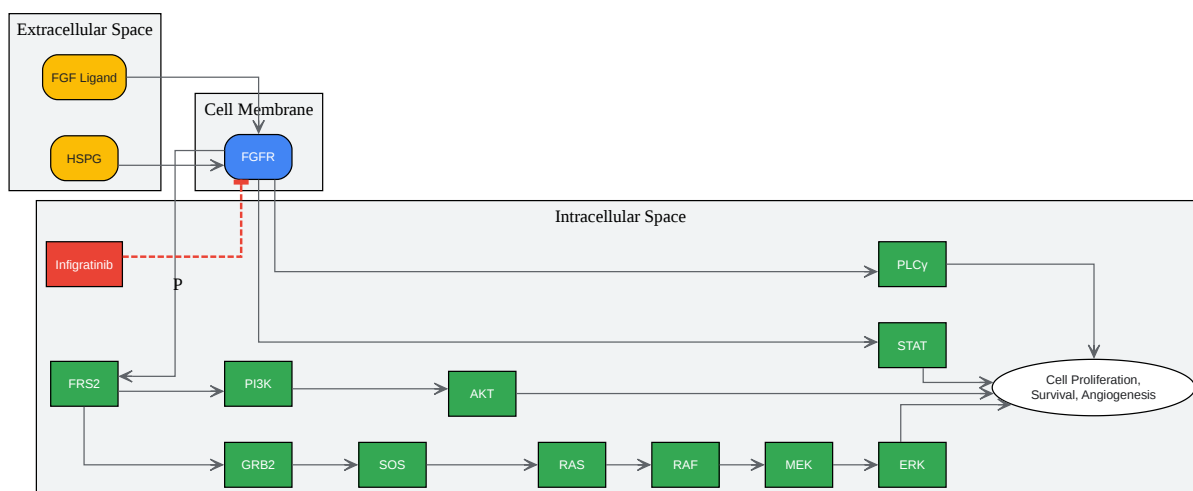 Extracellular Space
FGF Ligand
Cell Membrane
HSPG
FGFR
Intracellular Space
Infigratinib
PLCγ
P
STAT
FRS2
PI3K
AKT
Cell Proliferation,
Survival, Angiogenesis
GRB2
SOS
RAS
RAF
MEK
ERK